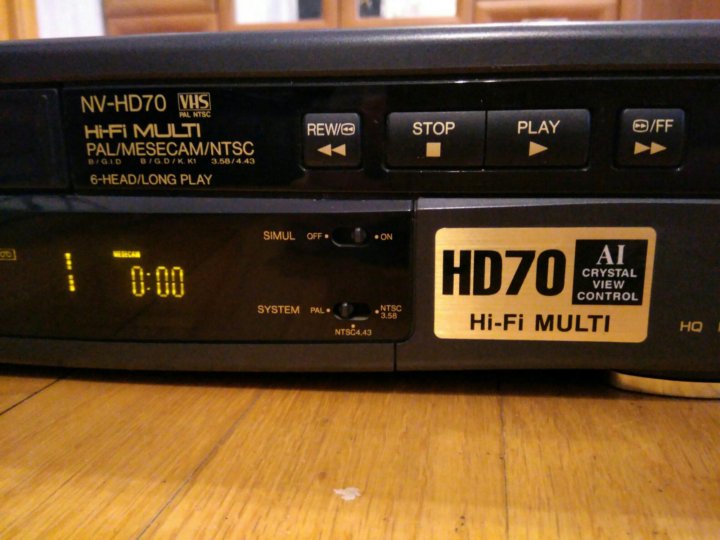 NV-HD70 VHS
PAL NTSC
Hi-Fi MULTI
PAL/MESECAM/NTSC
B/G.I.D B/G.D/K.K1 3.58/4.43
6-HEAD/LONG PLAY
REW/
STOP
PLAY
/FF
SIMUL OFF ON
MESECAM
0:00
SYSTEM PAL NTSC
3.58
NTSC4.43
HD70
AI
CRYSTAL
VIEW
CONTROL
Hi-Fi MULTI
HQ